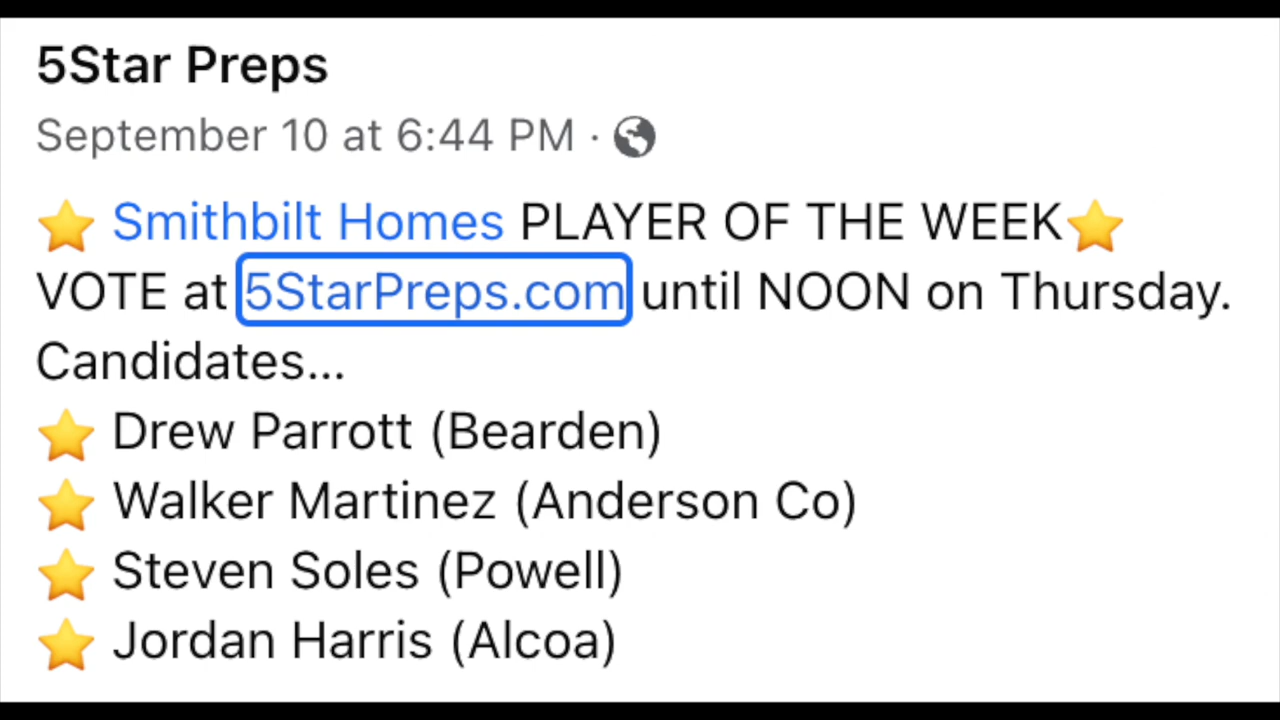 5Star Preps
September 10 at 6:44 PM ·
⭐ Smithbilt Homes PLAYER OF THE WEEK⭐
VOTE at 5StarPreps.com until NOON on Thursday.
Candidates...
⭐ Drew Parrott (Bearden)
⭐ Walker Martinez (Anderson Co)
⭐ Steven Soles (Powell)
⭐ Jordan Harris (Alcoa)